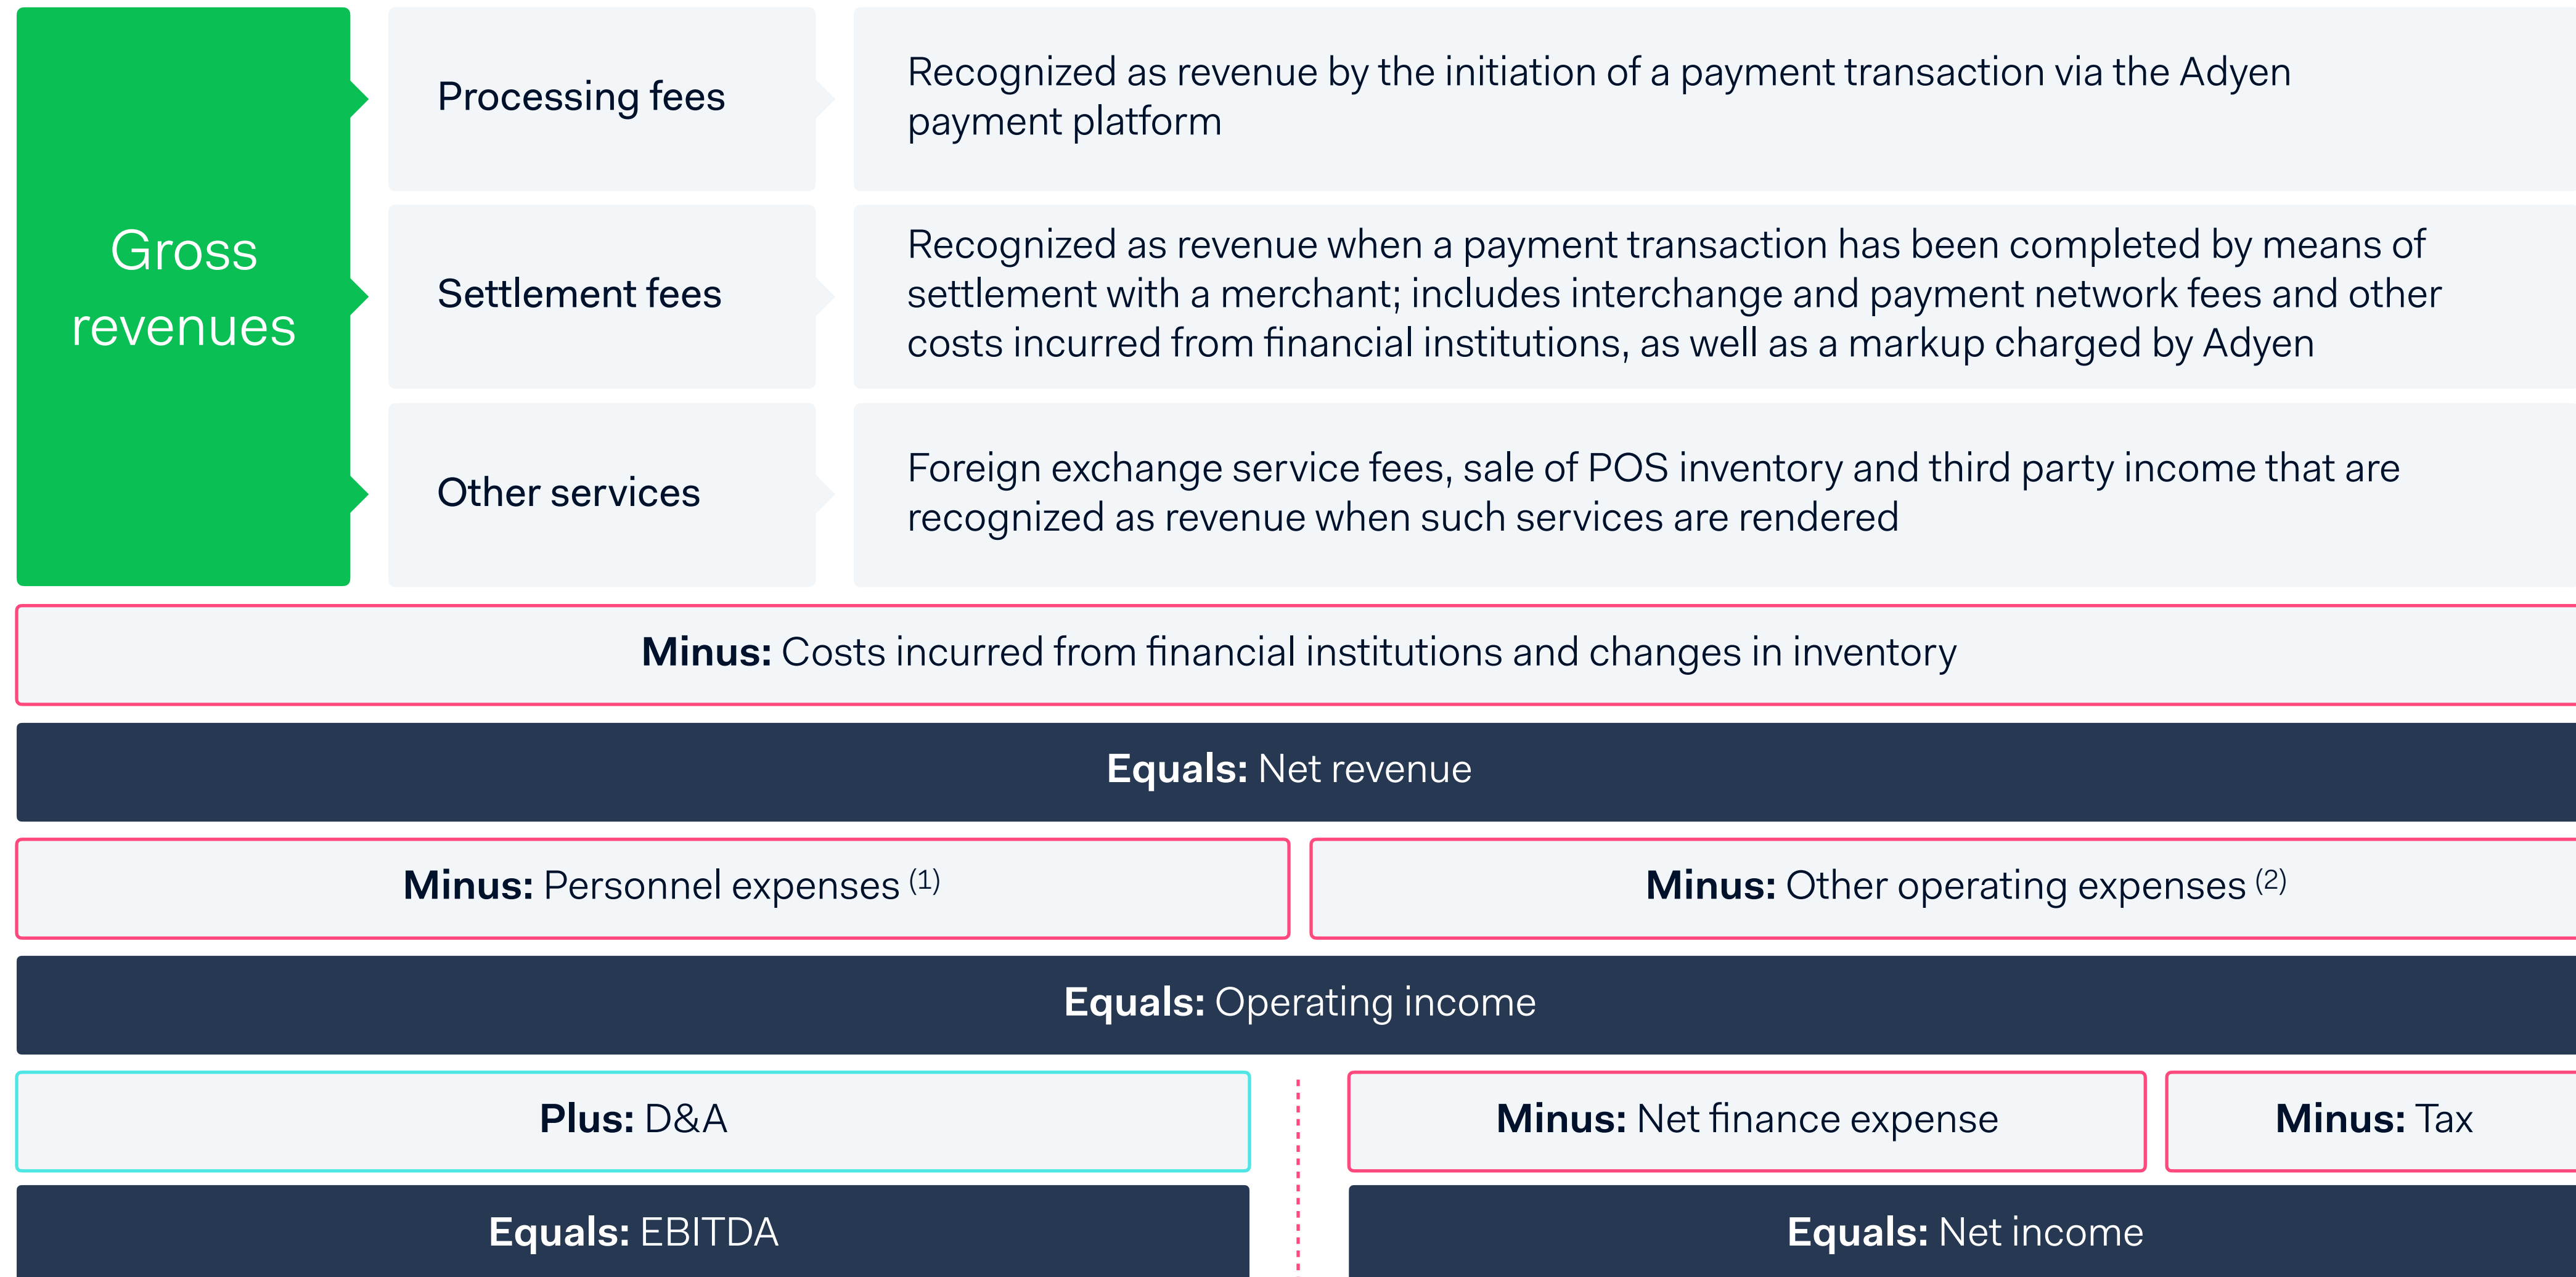 Gross
revenues
Processing fees
Recognized as revenue by the initiation of a payment transaction via the Adyen
payment platform
Settlement fees
Recognized as revenue when a payment transaction has been completed by means of
settlement with a merchant; includes interchange and payment network fees and other
costs incurred from financial institutions, as well as a markup charged by Adyen
Other services
Foreign exchange service fees, sale of POS inventory and third party income that are
recognized as revenue when such services are rendered
Minus: Costs incurred from financial institutions and changes in inventory
Equals: Net revenue
Minus: Personnel expenses (1)
Minus: Other operating expenses (2)
Equals: Operating income
Plus: D&A
Minus: Net finance expense
Minus: Tax
Equals: EBITDA
Equals: Net income